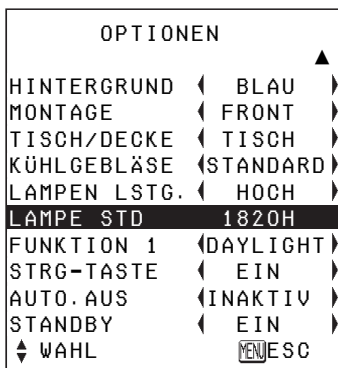 OPTIONEN
HINTERGRUND BLAU
MONTAGE FRONT
TISCH/DECKE TISCH
KÜHLGEBLÄSE STANDARD
LAMPEN LSTG. HOCH
LAMPE STD 1820H
FUNKTION 1 DAYLIGHT
STRG-TASTE EIN
AUTO.AUS INAKTIV
STANDBY EIN
WAHL MENU ESC